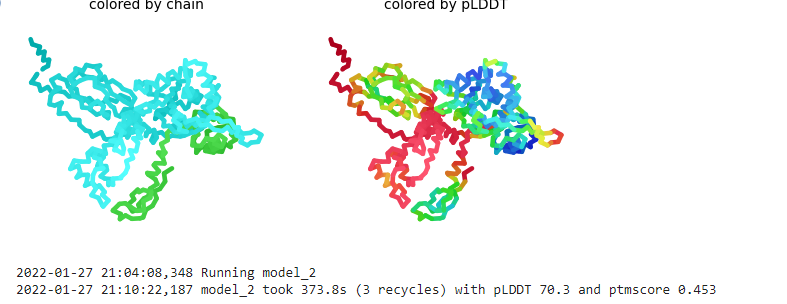 colored by chain
colored by pLDDT
2022-01-27 21:04:08,348 Running model_2
2022-01-27 21:10:22,187 model_2 took 373.8s (3 recycles) with pLDDT 70.3 and ptmscore 0.453